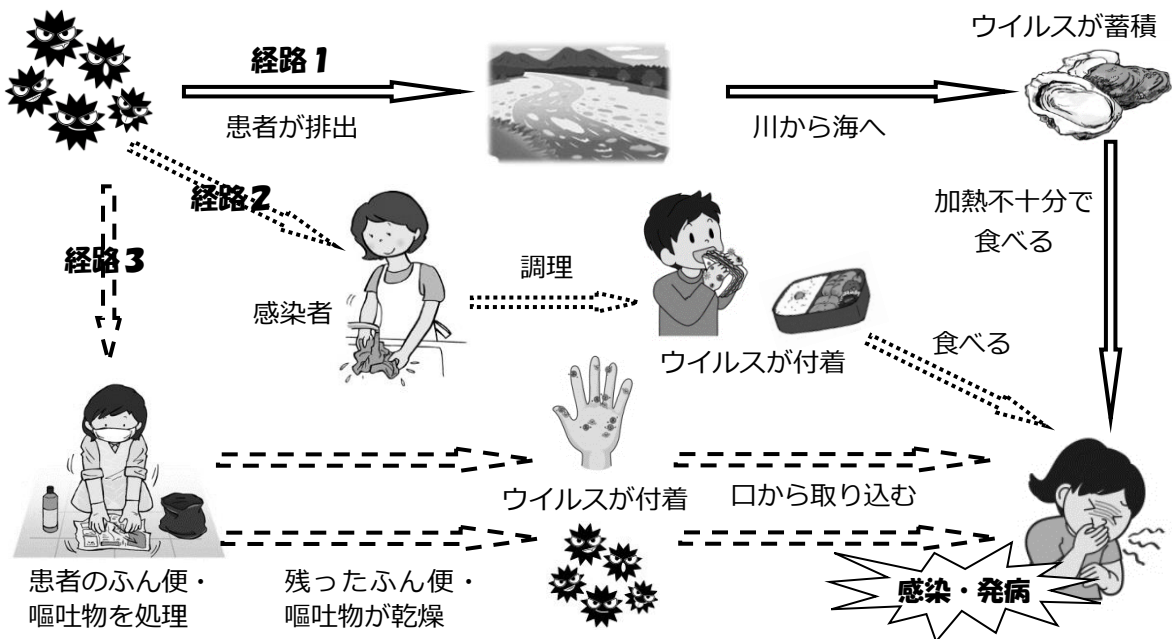 ウイルスが蓄積
経路1
患者が排出
川から海へ
経路2
加熱不十分で
食べる
経路3
感染者
調理
ウイルスが付着
食べる
ウイルスが付着
口から取り込む
患者のふん便・
嘔吐物を処理
残ったふん便・
嘔吐物が乾燥
感染・発病